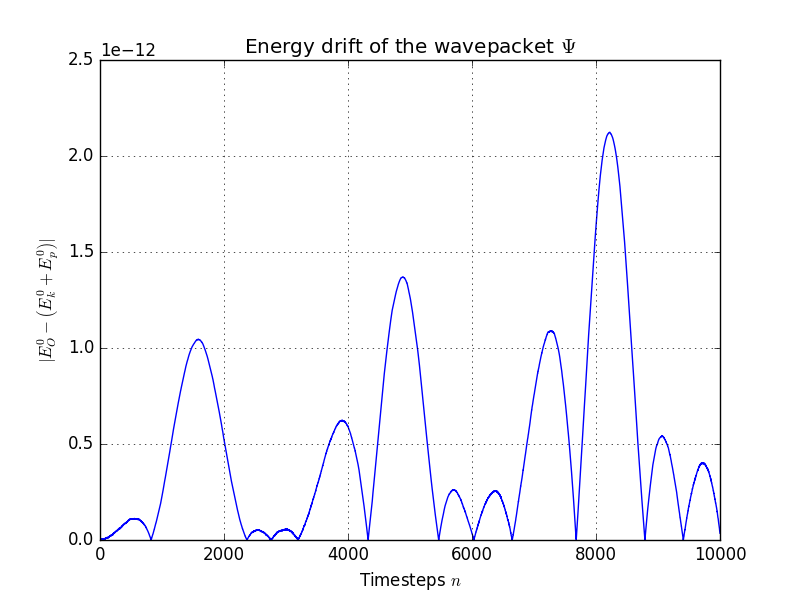 Energy drift of the wavepacket Ψ
1e−12
2.5
2.0
1.5
1.0
0.5
0.0
|E_O^0 − (E_k^0 + E_p^0)|
0 2000 4000 6000 8000 10000
Timesteps n